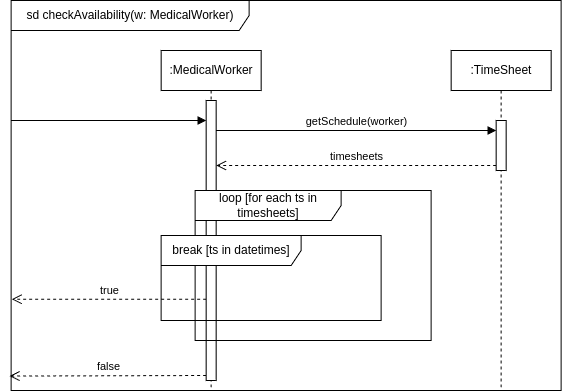 sd checkAvailability(w: MedicalWorker)
:MedicalWorker
:TimeSheet
getSchedule(worker)
timesheets
loop [for each ts in
timesheets]
break [ts in datetimes]
true
false